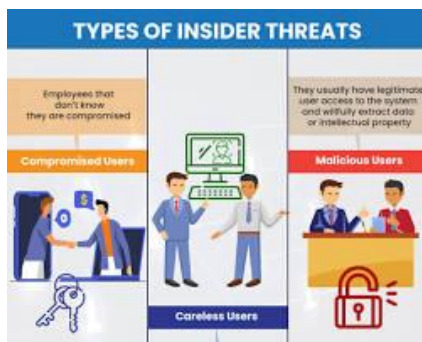 TYPES OF INSIDER THREATS
Employees that
don't know
they are compromised
Compromised Users
Careless Users
They usually have legitimate
user access to the system
and willfully extract data
or intellectual property
Malicious Users